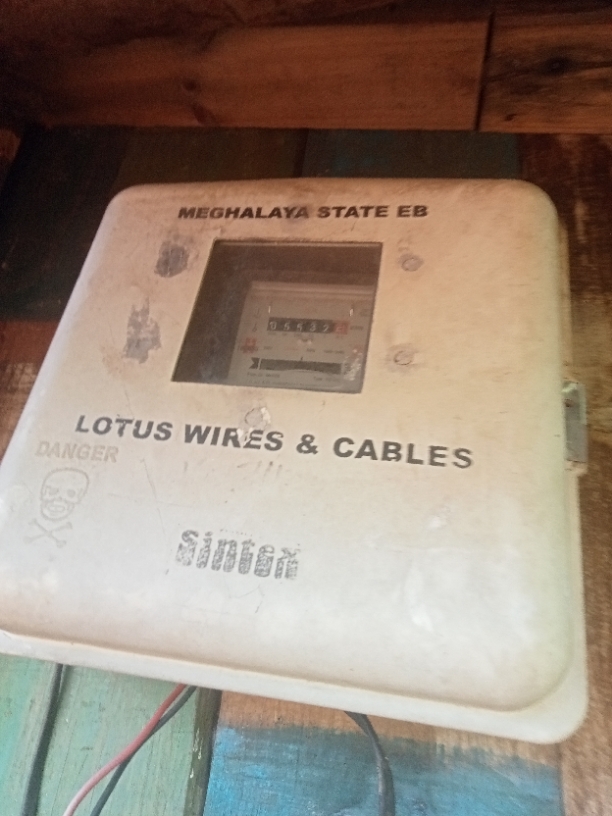 MEGHALAYA STATE EB
LOTUS WIRES & CABLES
DANGER
Sintex